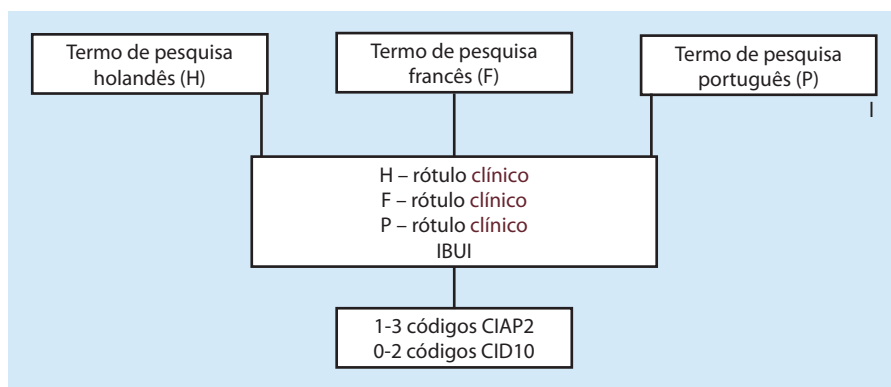 Termo de pesquisa
holandês (H)
Termo de pesquisa
francês (F)
Termo de pesquisa
português (P)
I
H – rótulo clínico
F – rótulo clínico
P – rótulo clínico
IBUI
1-3 códigos CIAP2
0-2 códigos CID10